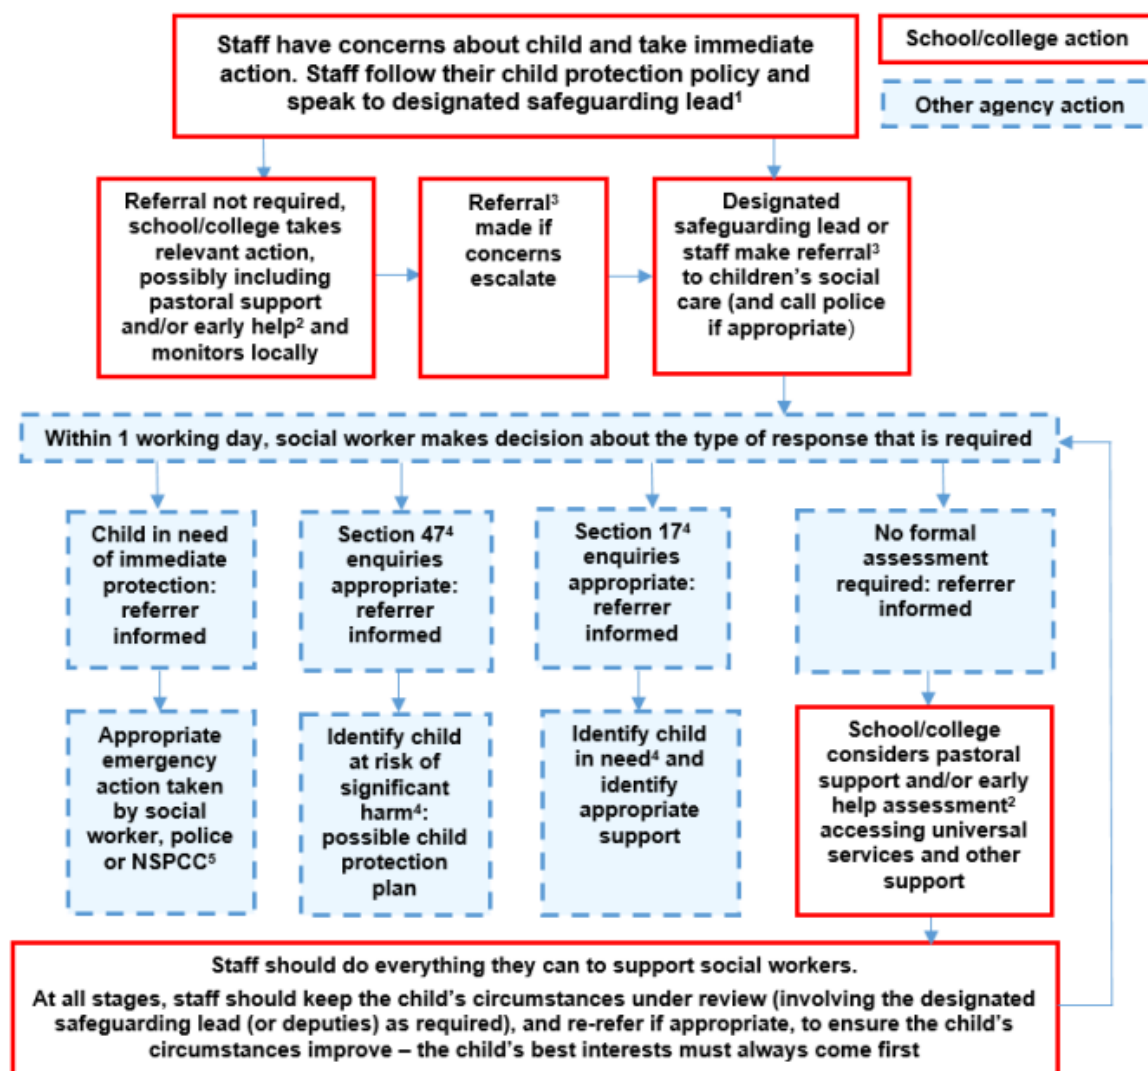 Staff have concerns about child and take immediate
action. Staff follow their child protection policy and
speak to designated safeguarding lead¹
School/college action
Other agency action
Referral not required,
school/college takes
relevant action,
possibly including
pastoral support
and/or early help² and
monitors locally
Referral³
made if
concerns
escalate
Designated
safeguarding lead or
staff make referral³
to children's social
care (and call police
if appropriate)
Within 1 working day, social worker makes decision about the type of response that is required
Child in need
of immediate
protection:
referrer
informed
Section 47⁴
enquiries
appropriate:
referrer
informed
Section 17⁴
enquiries
appropriate:
referrer
informed
No formal
assessment
required: referrer
informed
Appropriate
emergency
action taken
by social
worker, police
or NSPCC⁵
Identify child
at risk of
significant
harm⁴:
possible child
protection
plan
Identify child
in need⁴ and
identify
appropriate
support
School/college
considers pastoral
support and/or early
help assessment²
accessing universal
services and other
support
Staff should do everything they can to support social workers.
At all stages, staff should keep the child's circumstances under review (involving the designated
safeguarding lead (or deputies) as required), and re-refer if appropriate, to ensure the child's
circumstances improve – the child's best interests must always come first